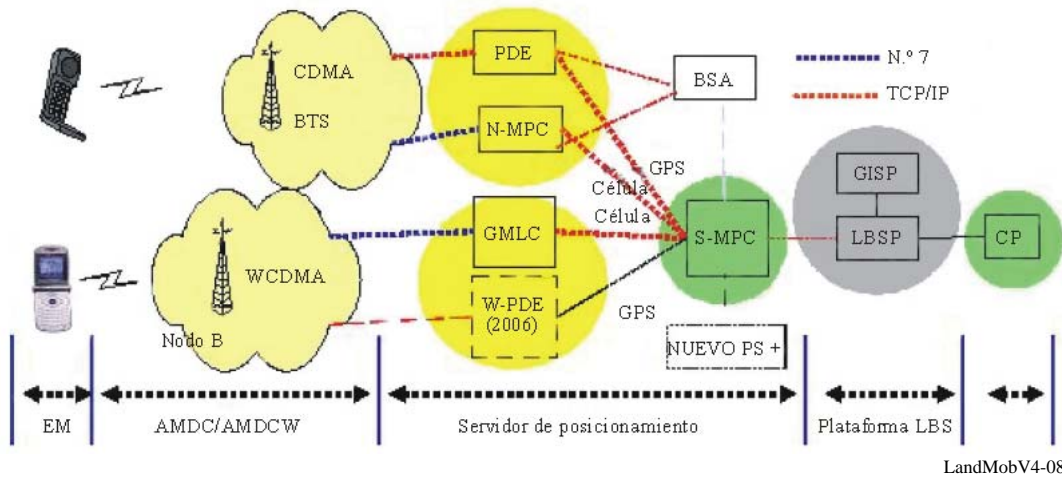 CDMA
BTS
PDE
N-MPC
BSA
N.º 7
TCP/IP
GPS
Célula
Célula
GISP
LBSP
S-MPC
CP
WCDMA
Nodo B
GMLC
W-PDE
(2006)
GPS
NUEVO PS +
EM
AMDC/AMDCW
Servidor de posicionamiento
Plataforma LBS
LandMobV4-08